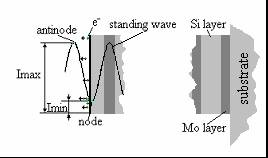 antinode
e-
standing wave
Si layer
Imax
Imin
node
Mo layer
substrate